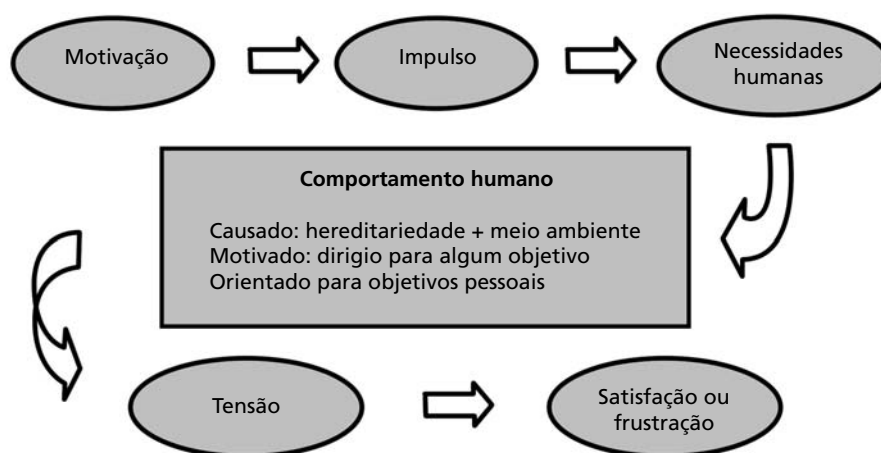 Motivação
Impulso
Necessidades
humanas
Comportamento humano
Causado: hereditariedade + meio ambiente
Motivado: dirigio para algum objetivo
Orientado para objetivos pessoais
Tensão
Satisfação ou
frustração